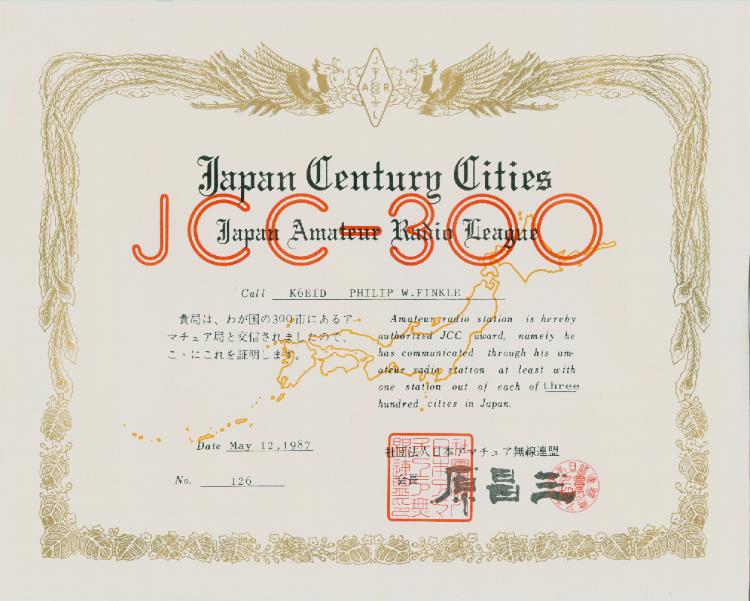 J
A R
L
Japan Century Cities
JCC-300
Japan Amateur Radio League
Call K6EID PHILIP W.FINKLE
貴局は、わが国の300市にあるア
マチュア局と交信されましたので、
こゝにこれを証明します。
Amateur radio station is hereby
authorized JCC award, namely he
has communicated through his am-
ateur radio station at least with
one station out of each of three
hundred cities in Japan.
Date May 12,1987
No. 126
社団法人日本アマチュア無線連盟
会長 原昌三